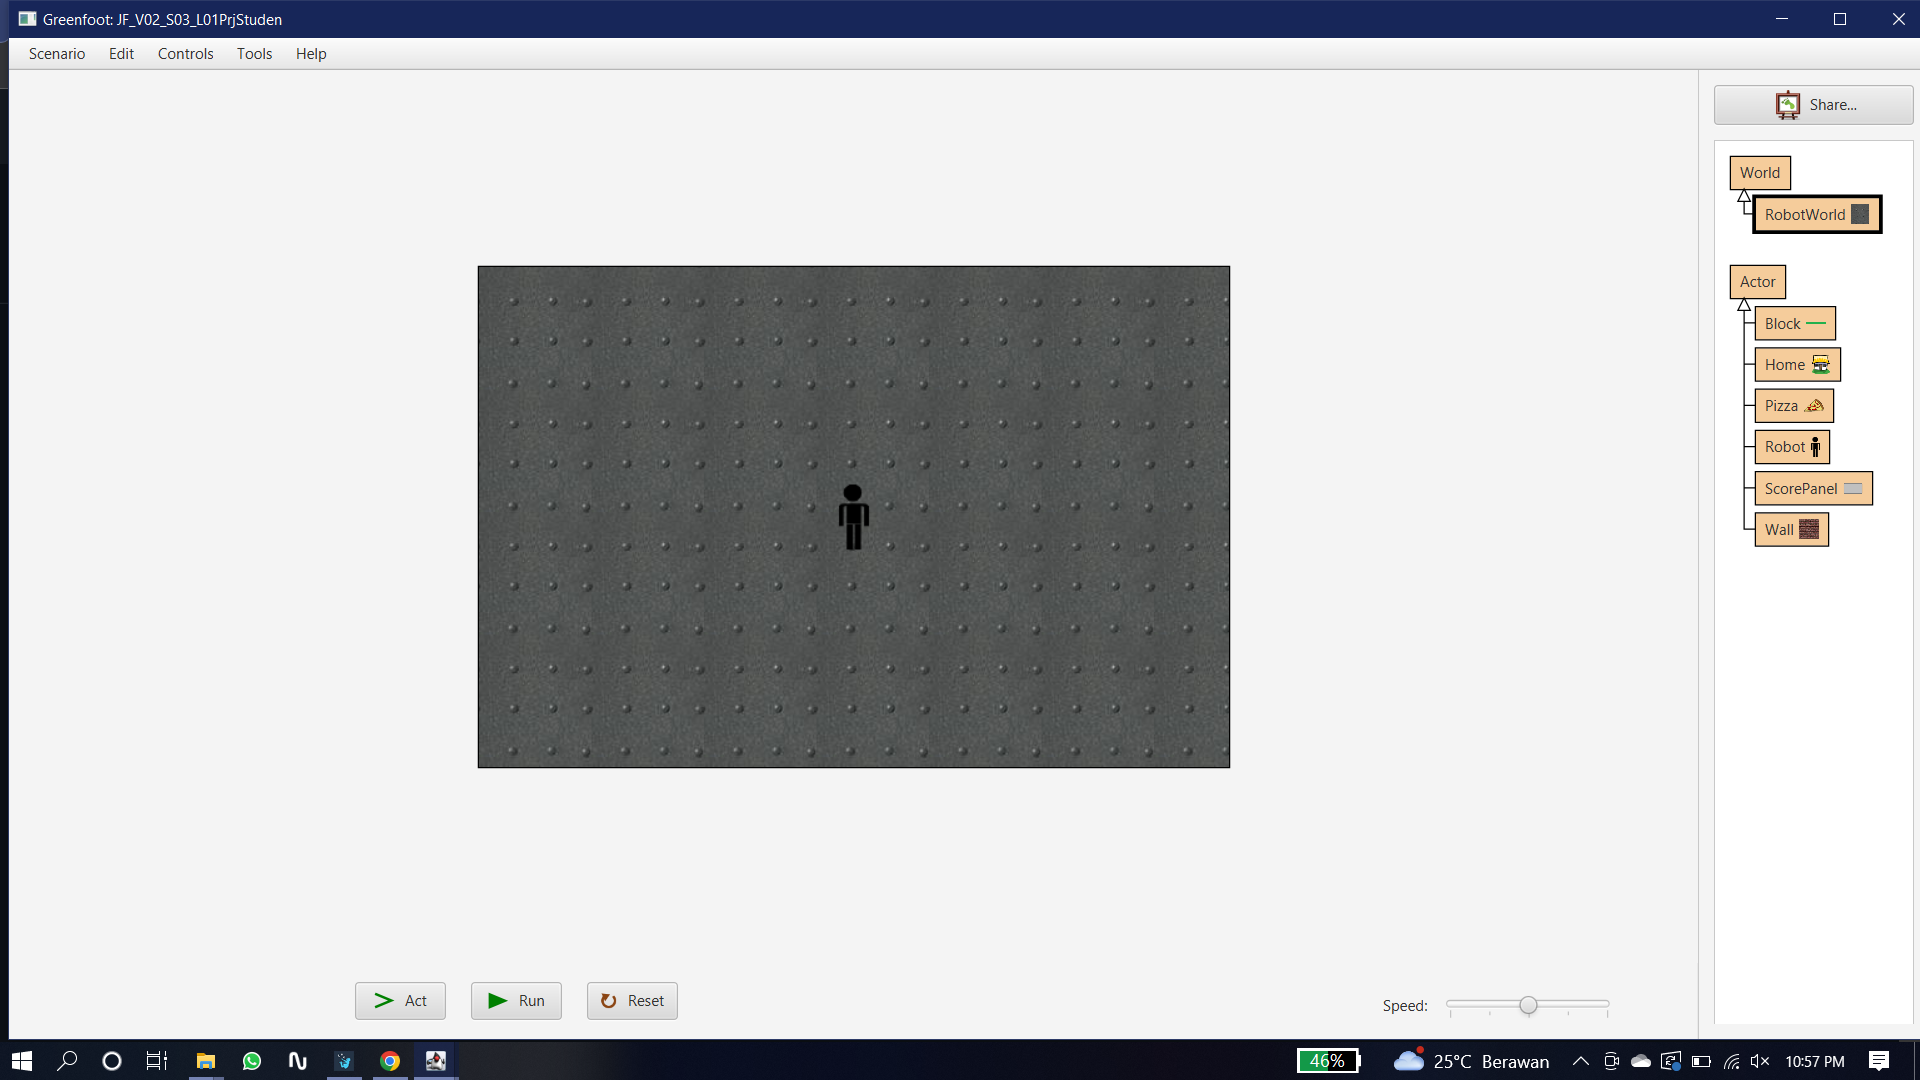 Greenfoot: JF_V02_S03_L01PrjStuden
Scenario Edit Controls Tools Help
Share...
World
RobotWorld
Actor
Block
Home
Pizza
Robot
ScorePanel
Wall
Act Run Reset Speed:
46% 25°C Berawan 10:57 PM